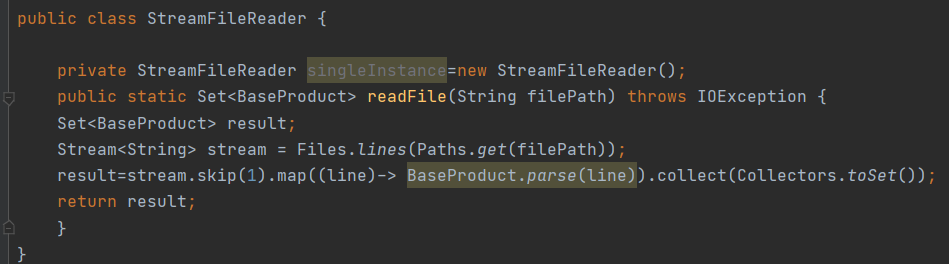 public class StreamFileReader {
private StreamFileReader singleInstance=new StreamFileReader();
public static Set<BaseProduct> readFile(String filePath) throws IOException {
Set<BaseProduct> result;
Stream<String> stream = Files.lines(Paths.get(filePath));
result=stream.skip(1).map((line)-> BaseProduct.parse(line)).collect(Collectors.toSet());
return result;
}
}